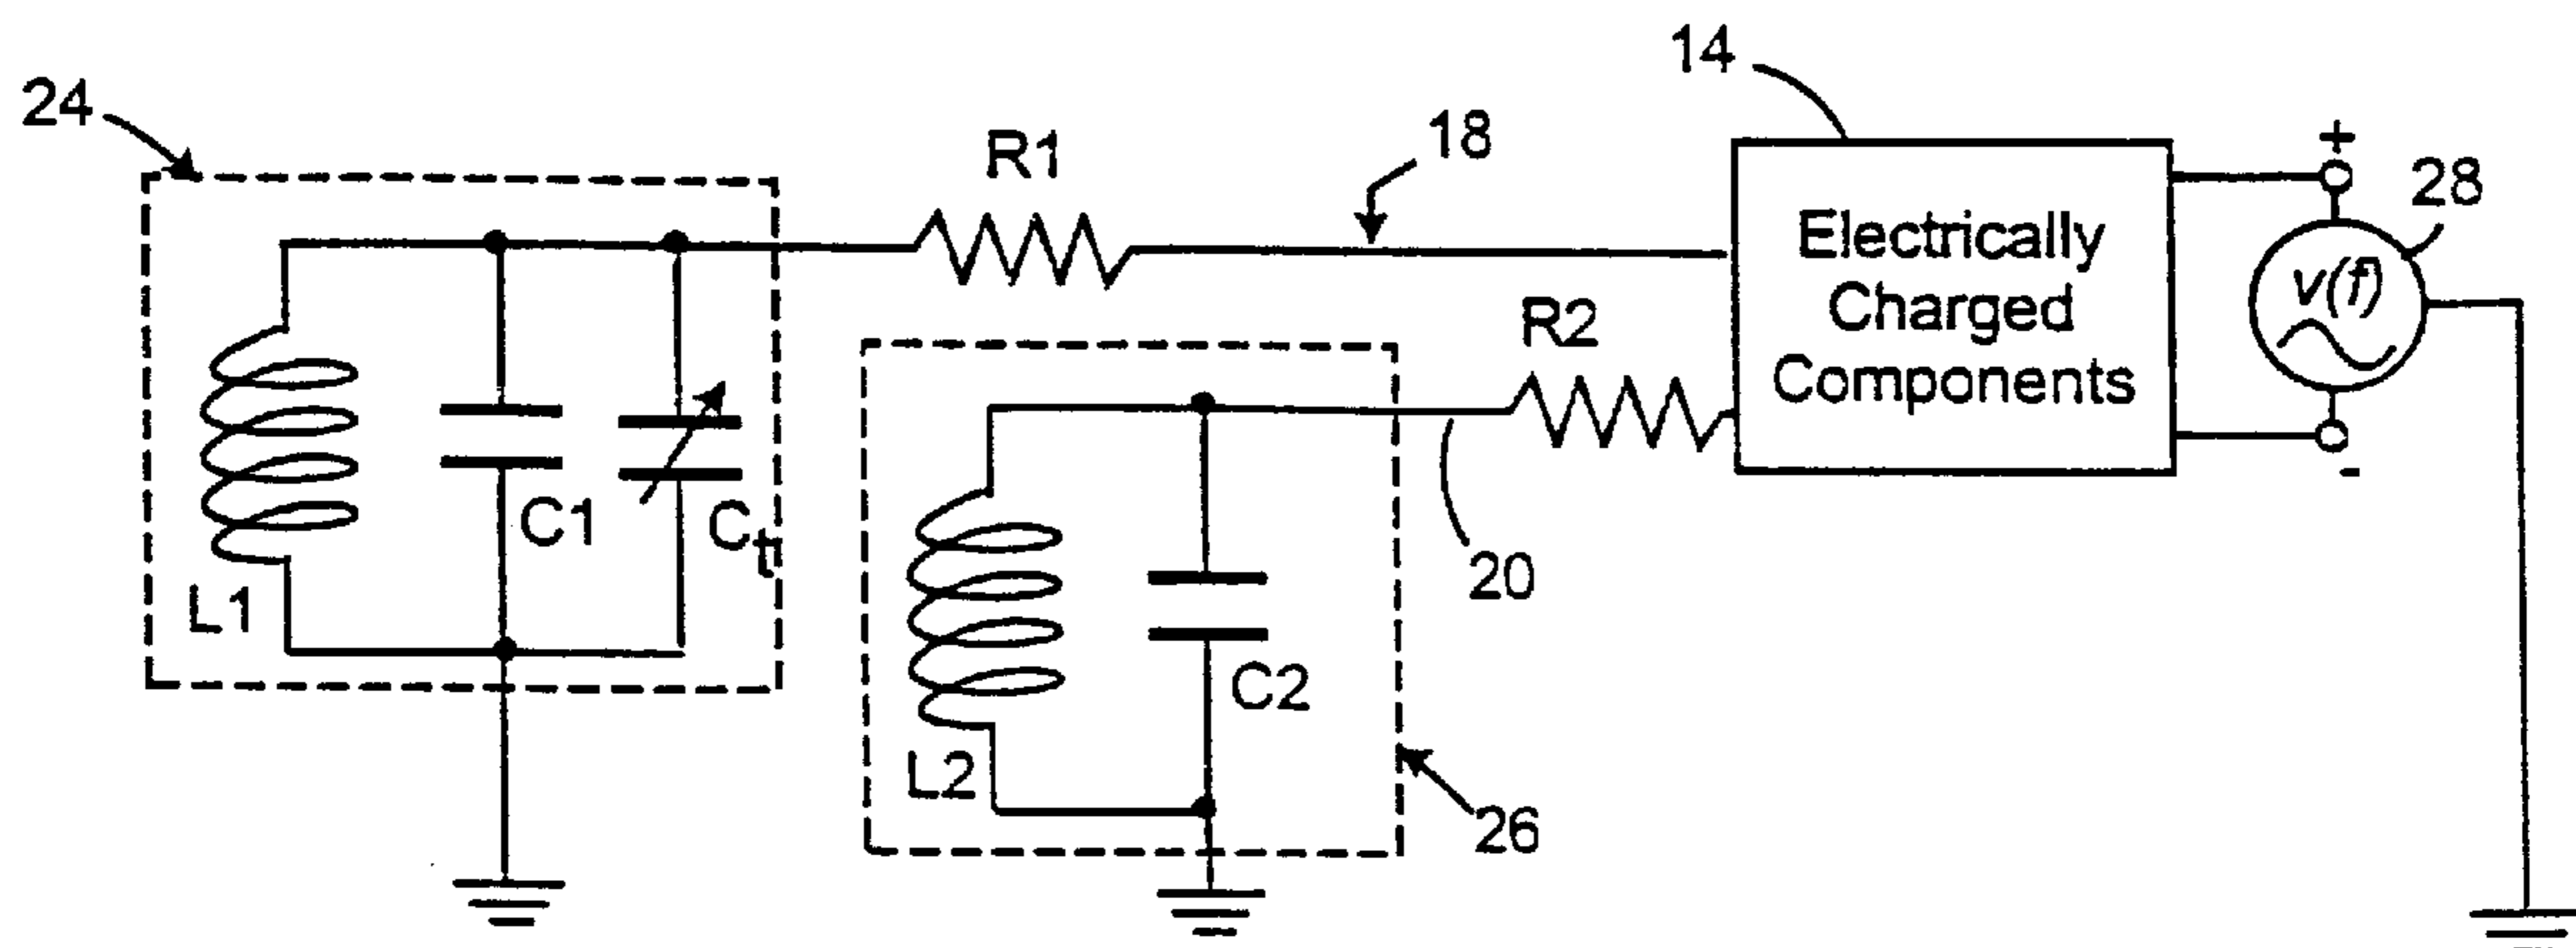 14
24
R1
18
+
28
Electrically
Charged
Components
v(f)
R2
C1
Ct
L1
20
-
C2
L2
26